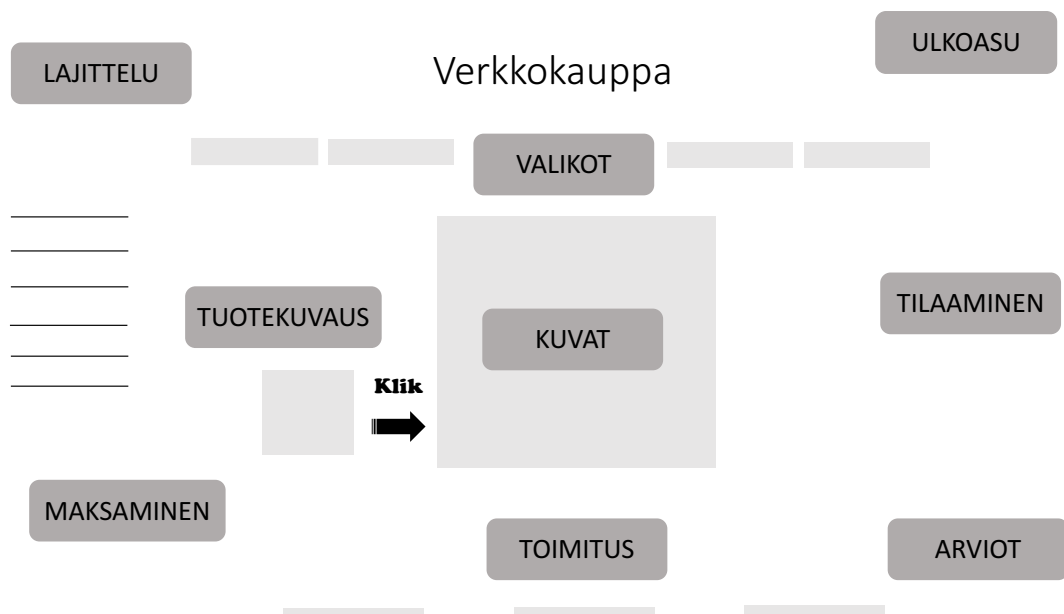 ULKOASU
LAJITTELU
Verkkokauppa
VALIKOT
TUOTEKUVAUS
KUVAT
TILAAMINEN
Klik
MAKSAMINEN
TOIMITUS
ARVIOT